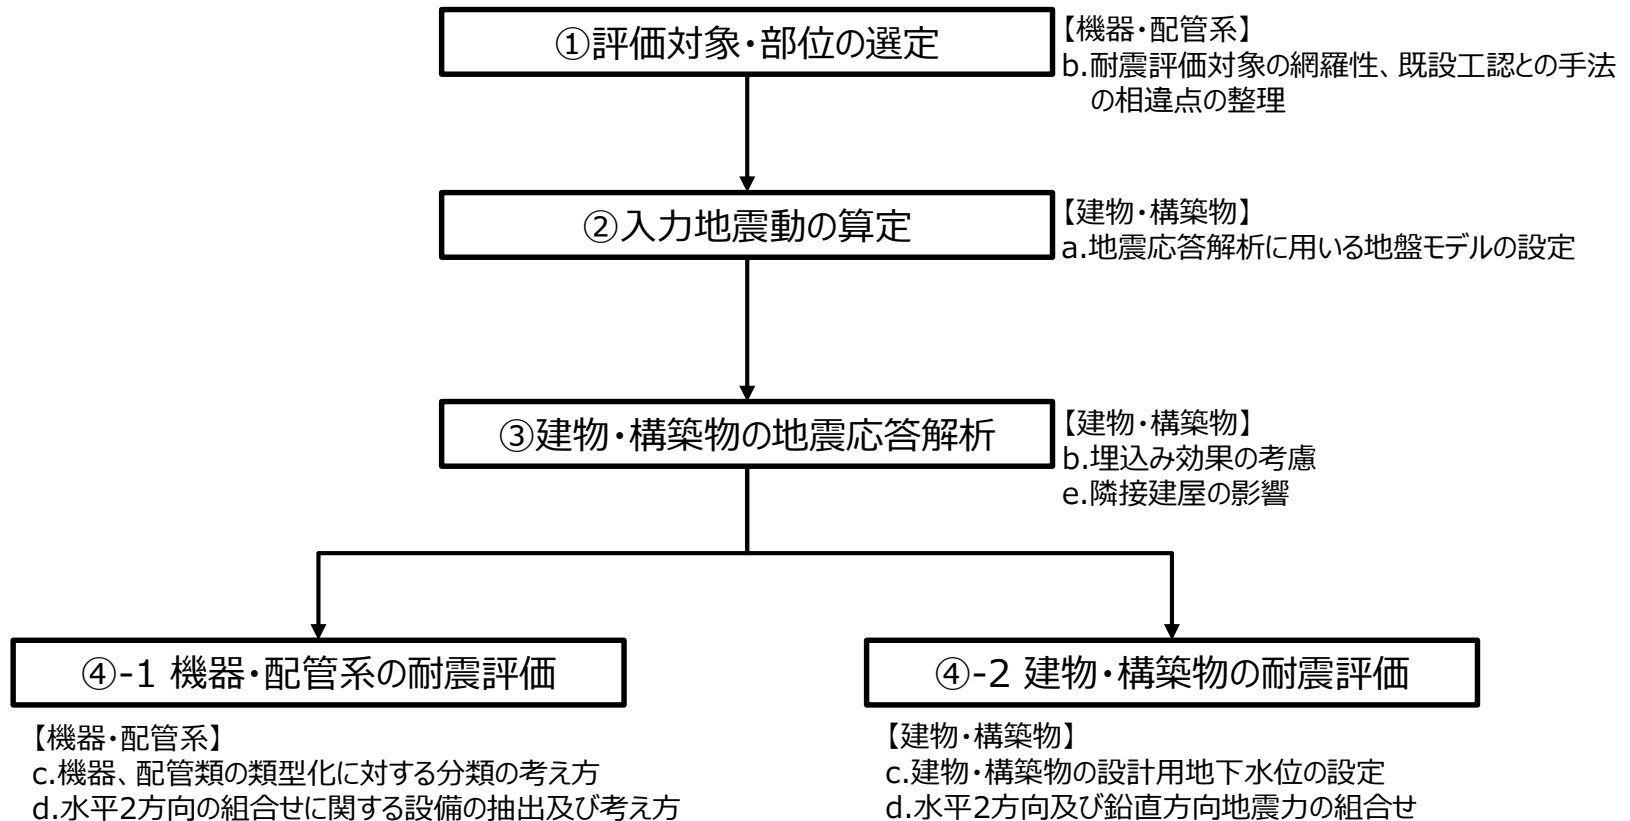 ①評価対象・部位の選定
【機器・配管系】
b.耐震評価対象の網羅性、既設工認との手法
の相違点の整理
②入力地震動の算定
【建物・構築物】
a.地震応答解析に用いる地盤モデルの設定
③建物・構築物の地震応答解析
【建物・構築物】
b.埋込み効果の考慮
e.隣接建屋の影響
④-1 機器・配管系の耐震評価
【機器・配管系】
c.機器、配管類の類型化に対する分類の考え方
d.水平2方向の組合せに関する設備の抽出及び考え方
④-2 建物・構築物の耐震評価
【建物・構築物】
c.建物・構築物の設計用地下水位の設定
d.水平2方向及び鉛直方向地震力の組合せ